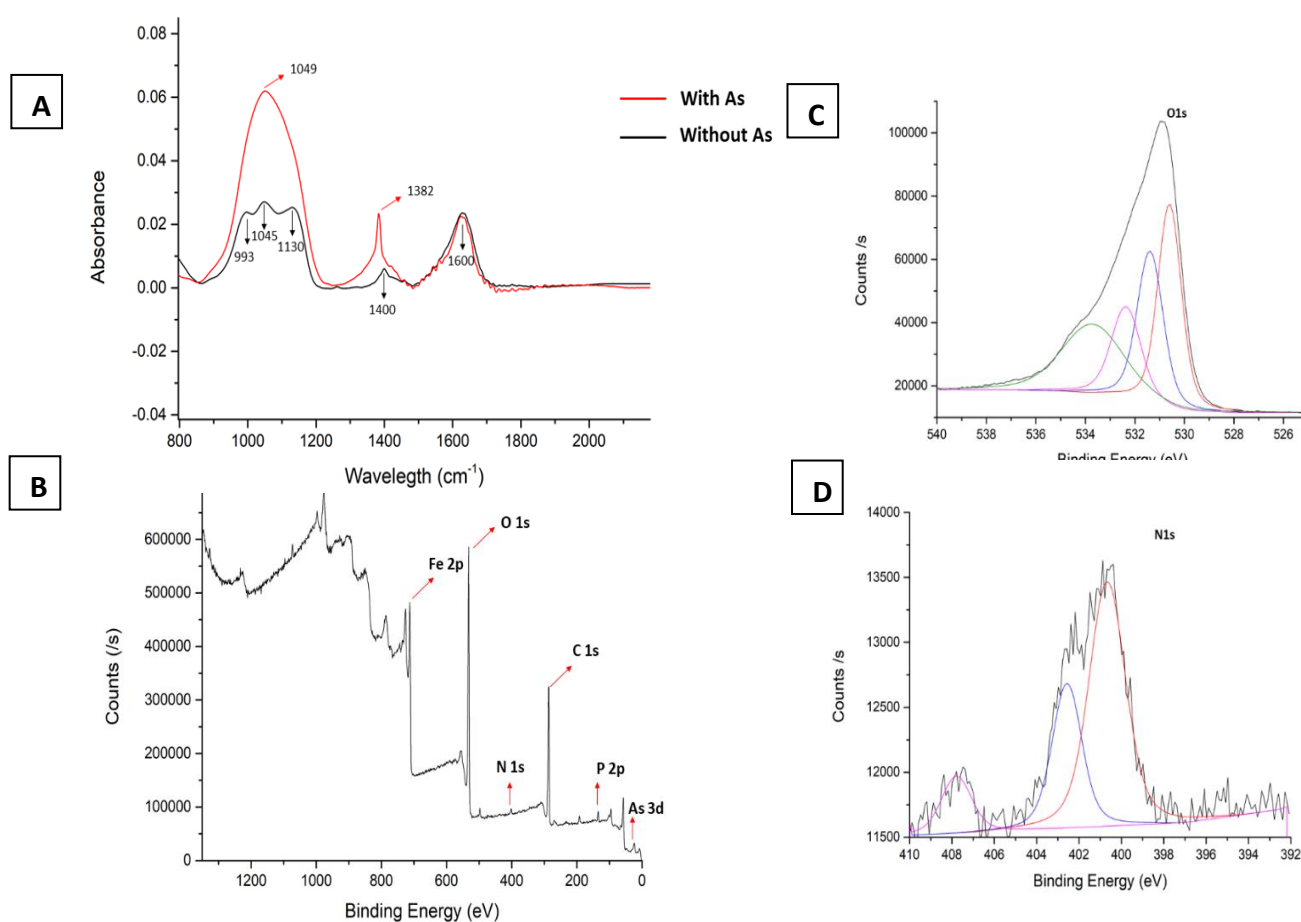 A
0.08
0.06
0.04
0.02
0.00
-0.02
-0.04
Absorbance
1049
1382
993
1045
1130
1400
1600
With As
Without As
800 1000 1200 1400 1600 1800 2000
Wavelegth (cm-1)
B
600000
500000
400000
300000
200000
100000
0
Counts (/s)
O 1s
Fe 2p
C 1s
N 1s
P 2p
As 3d
1200 1000 800 600 400 200 0
Binding Energy (eV)
C
O1s
100000
80000
60000
40000
20000
Counts /s
540 538 536 534 532 530 528 526
Binding Energy (eV)
D
N1s
14000
13500
13000
12500
12000
11500
Counts /s
410 408 406 404 402 400 398 396 394 392
Binding Energy (eV)